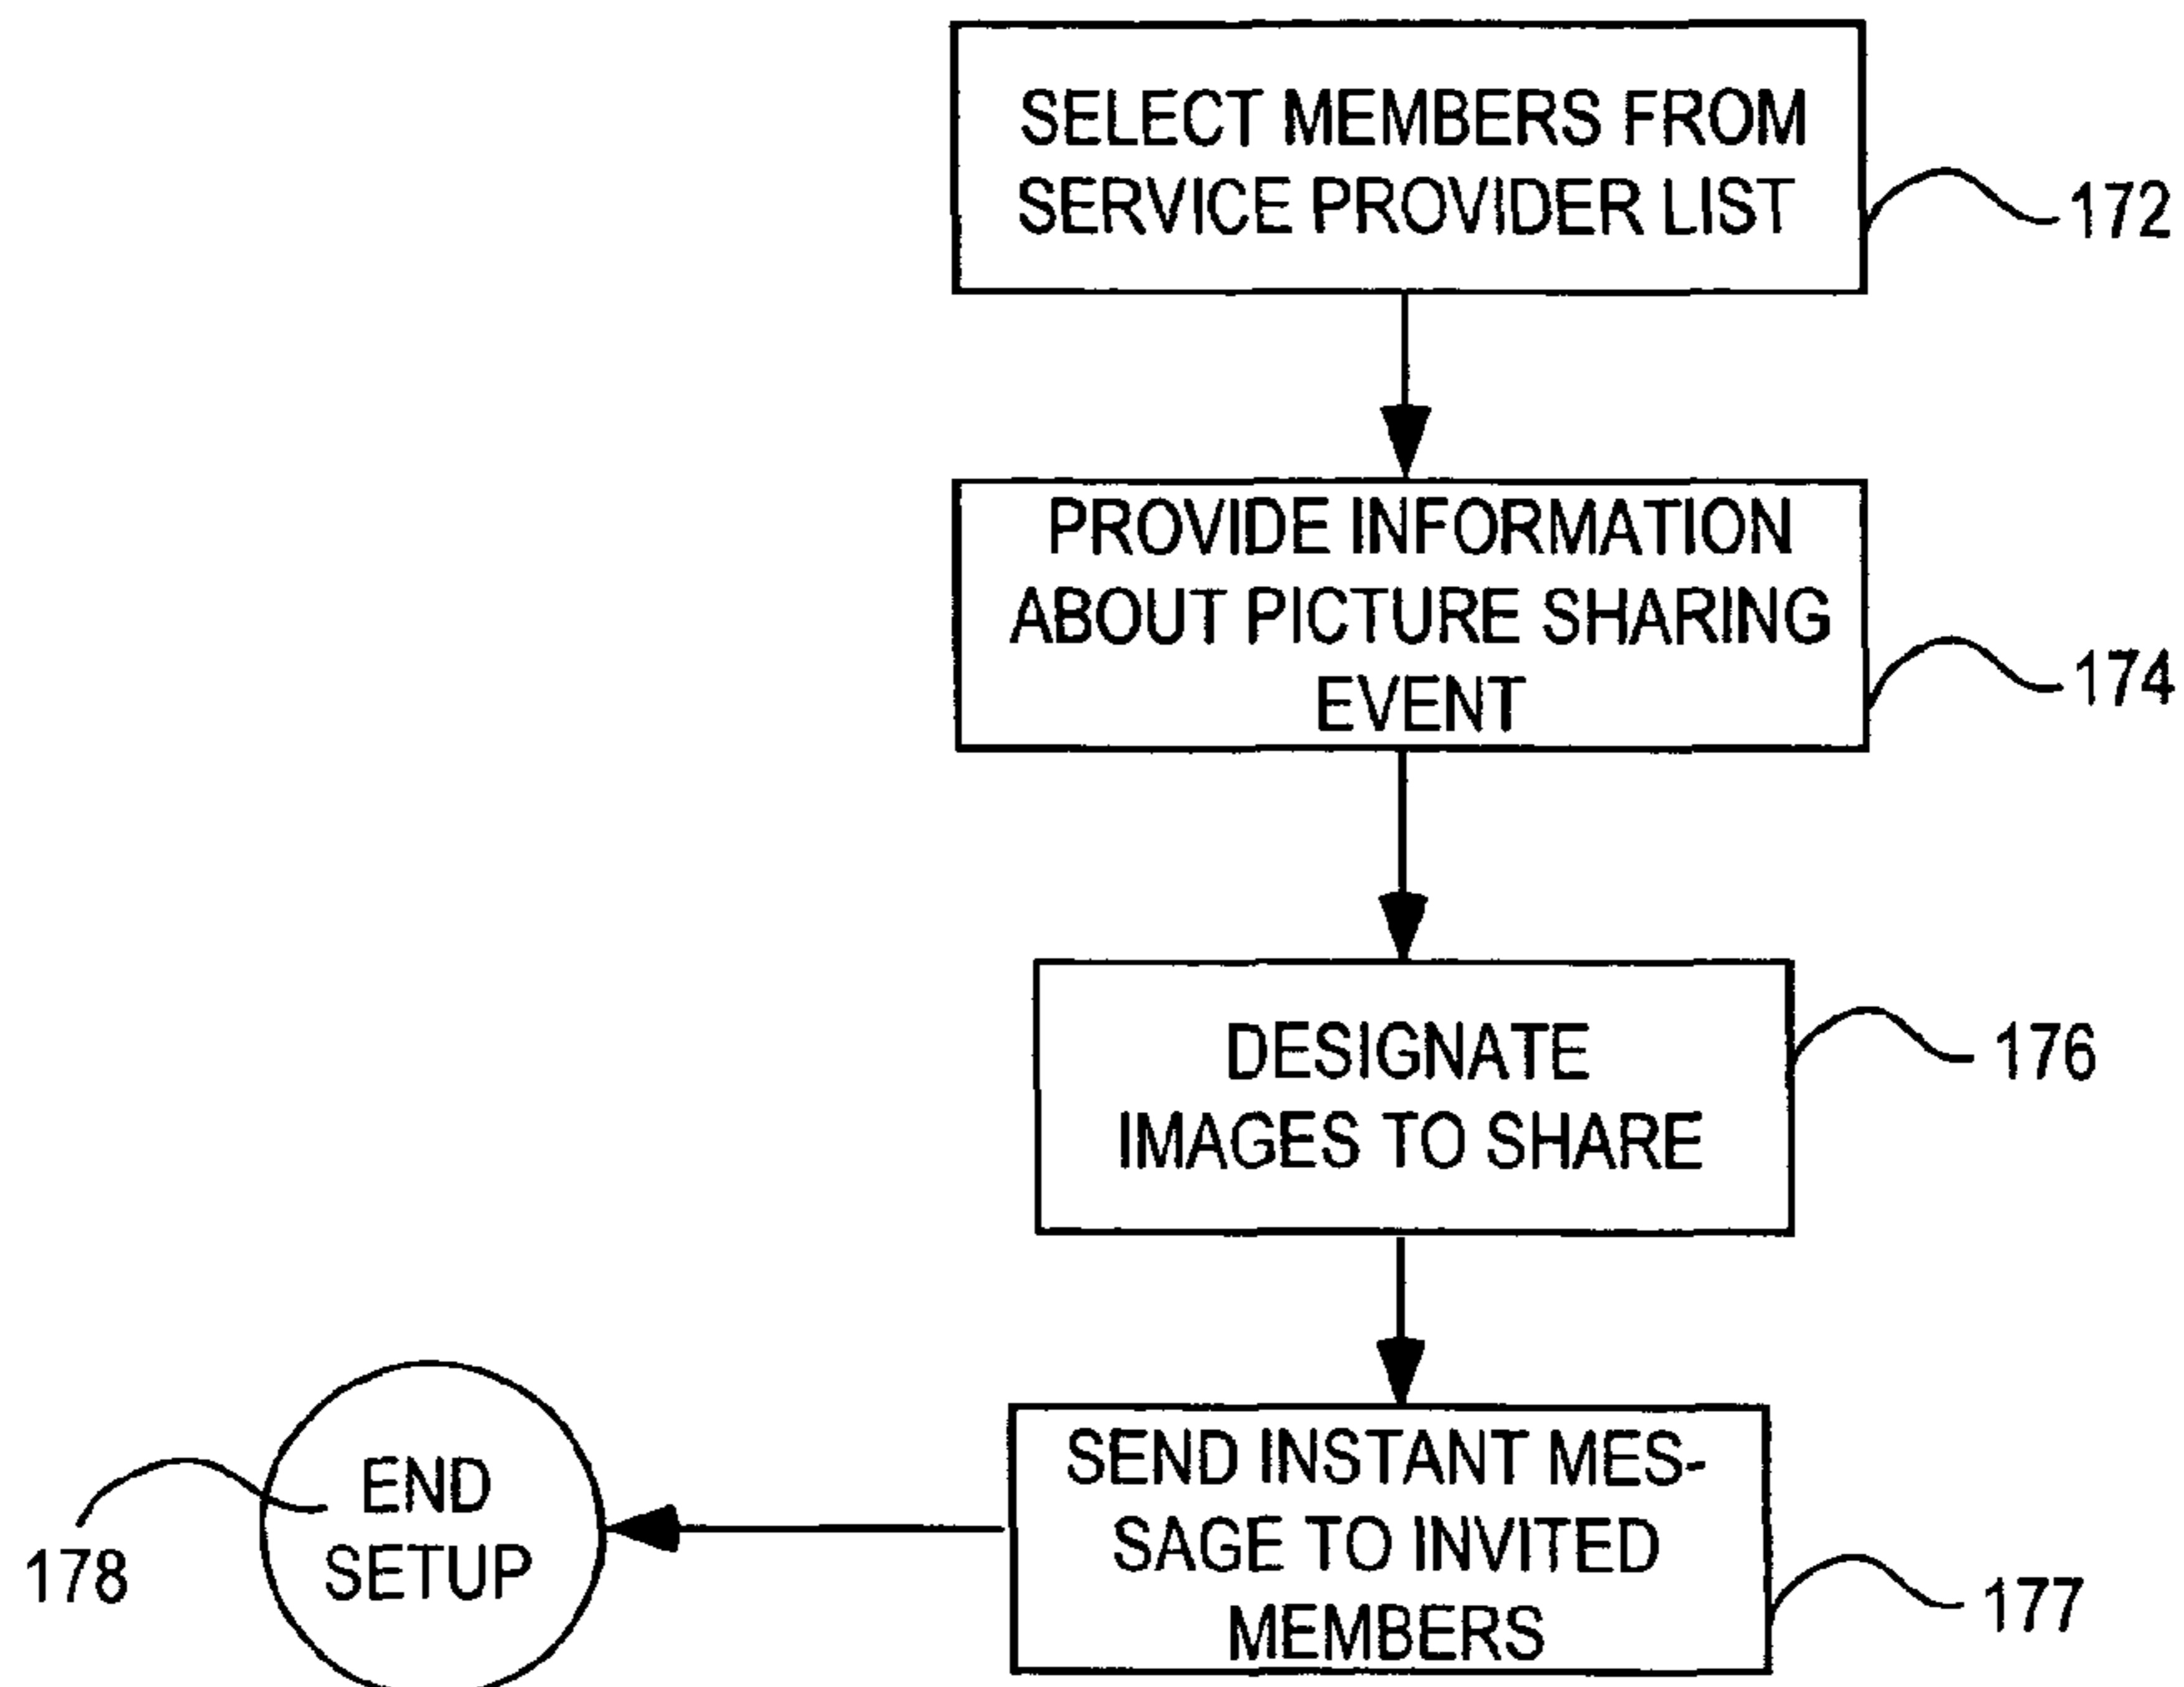 SELECT MEMBERS FROM
SERVICE PROVIDER LIST
172
PROVIDE INFORMATION
ABOUT PICTURE SHARING
EVENT
174
DESIGNATE
IMAGES TO SHARE
176
SEND INSTANT MES-
SAGE TO INVITED
MEMBERS
177
END
SETUP
178